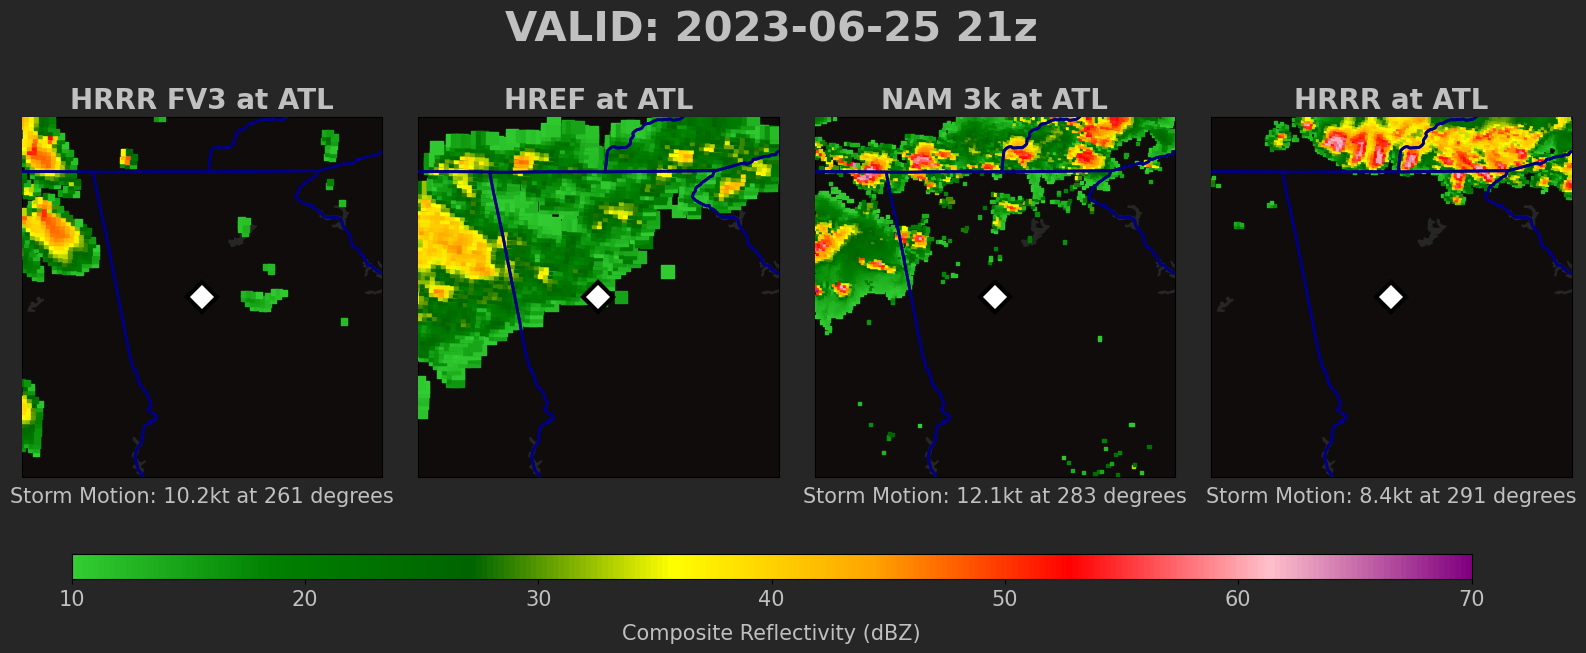 VALID: 2023-06-25 21z
HRRR FV3 at ATL
HREF at ATL
NAM 3k at ATL
HRRR at ATL
Storm Motion: 10.2kt at 261 degrees
Storm Motion: 12.1kt at 283 degrees
Storm Motion: 8.4kt at 291 degrees
10 20 30 40 50 60 70
Composite Reflectivity (dBZ)